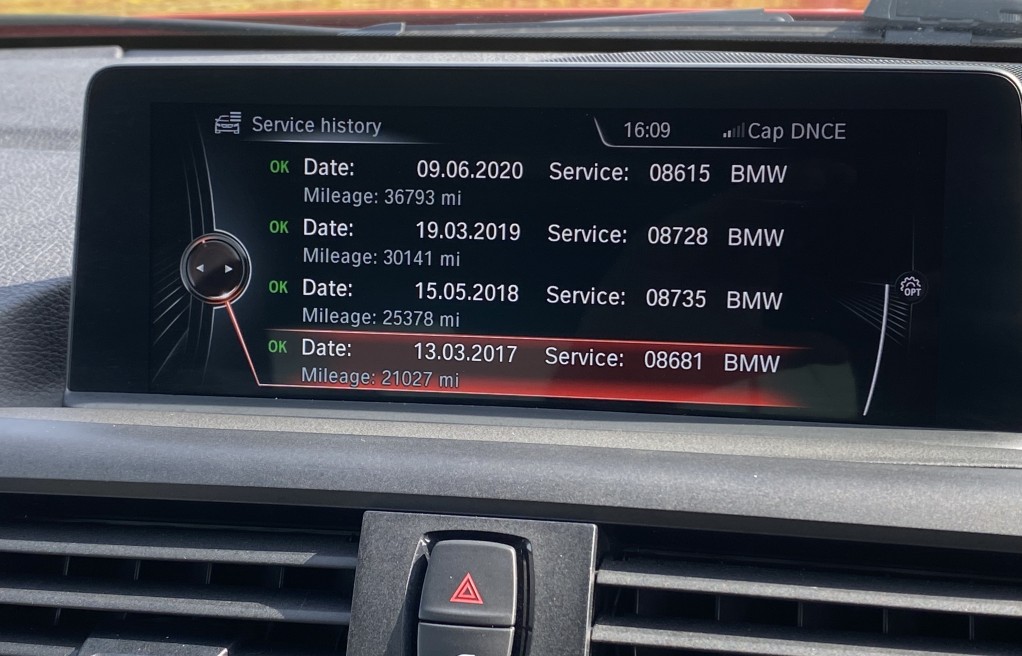 Service history 16:09 Cap DNCE
OK Date: 09.06.2020 Service: 08615 BMW
Mileage: 36793 mi
OK Date: 19.03.2019 Service: 08728 BMW
Mileage: 30141 mi
OK Date: 15.05.2018 Service: 08735 BMW
Mileage: 25378 mi
OPT
OK Date: 13.03.2017 Service: 08681 BMW
Mileage: 21027 mi